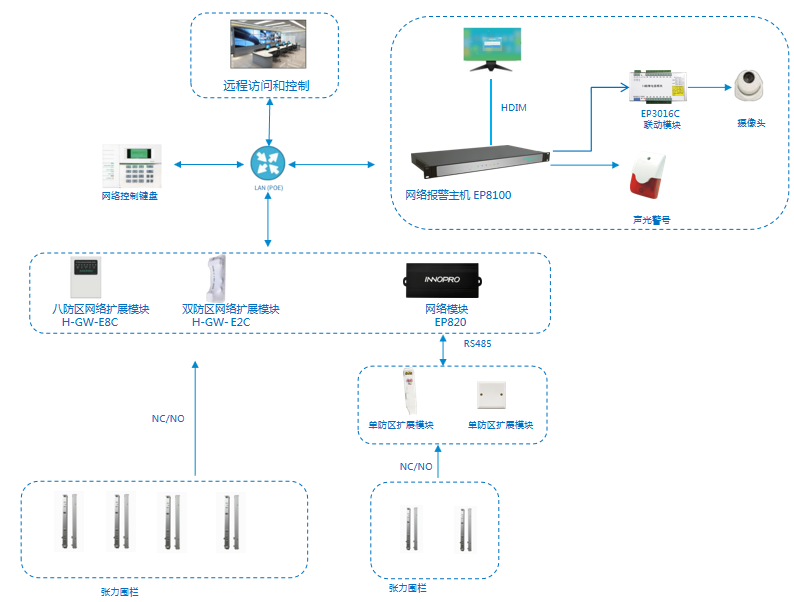 远程访问和控制
HDIM
EP3016C
联动模块
摄像头
网络控制键盘
LAN (POE)
网络报警主机 EP8100
声光警号
INNOPRO
八防区网络扩展模块
H-GW-E8C
双防区网络扩展模块
H-GW- E2C
网络模块
EP820
RS485
单防区扩展模块
单防区扩展模块
NC/NO
NC/NO
张力围栏
张力围栏